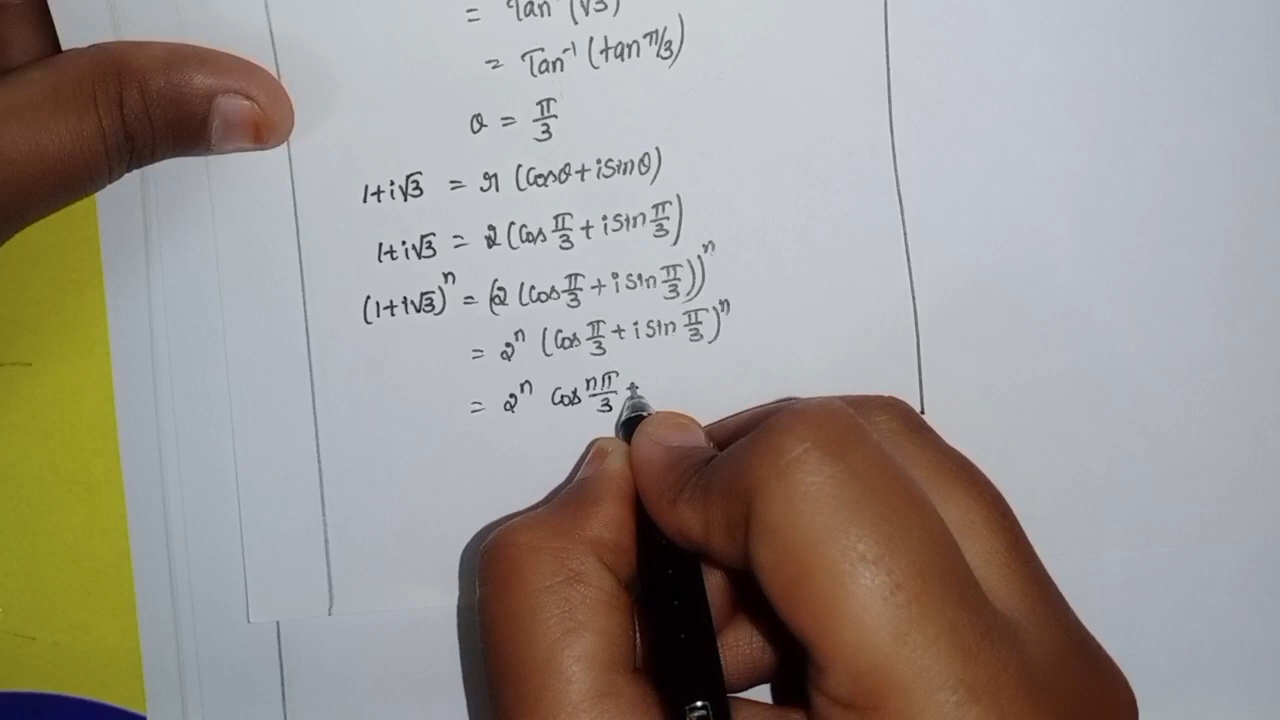 = Tan⁻¹ (√3)
= Tan⁻¹ (tan π/3)
θ = π/3
1+i√3 = r (Cosθ + iSinθ)
1+i√3 = 2 (Cos π/3 + i Sin π/3)
(1+i√3)ⁿ = (2 (Cos π/3 + i Sin π/3))ⁿ
= 2ⁿ (Cos π/3 + i Sin π/3)ⁿ
= 2ⁿ Cos nπ/3 +